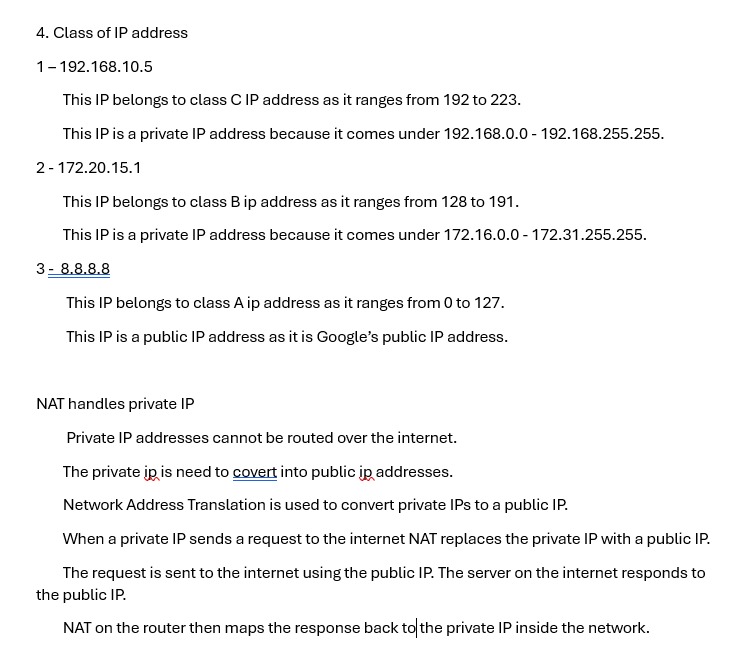 4. Class of IP address
1 – 192.168.10.5
This IP belongs to class C IP address as it ranges from 192 to 223.
This IP is a private IP address because it comes under 192.168.0.0 - 192.168.255.255.
2 - 172.20.15.1
This IP belongs to class B ip address as it ranges from 128 to 191.
This IP is a private IP address because it comes under 172.16.0.0 - 172.31.255.255.
3 -  8.8.8.8
This IP belongs to class A ip address as it ranges from 0 to 127.
This IP is a public IP address as it is Google’s public IP address.
NAT handles private IP
Private IP addresses cannot be routed over the internet.
The private ip is need to covert into public ip addresses.
Network Address Translation is used to convert private IPs to a public IP.
When a private IP sends a request to the internet NAT replaces the private IP with a public IP.
The request is sent to the internet using the public IP. The server on the internet responds to
the public IP.
NAT on the router then maps the response back to the private IP inside the network.